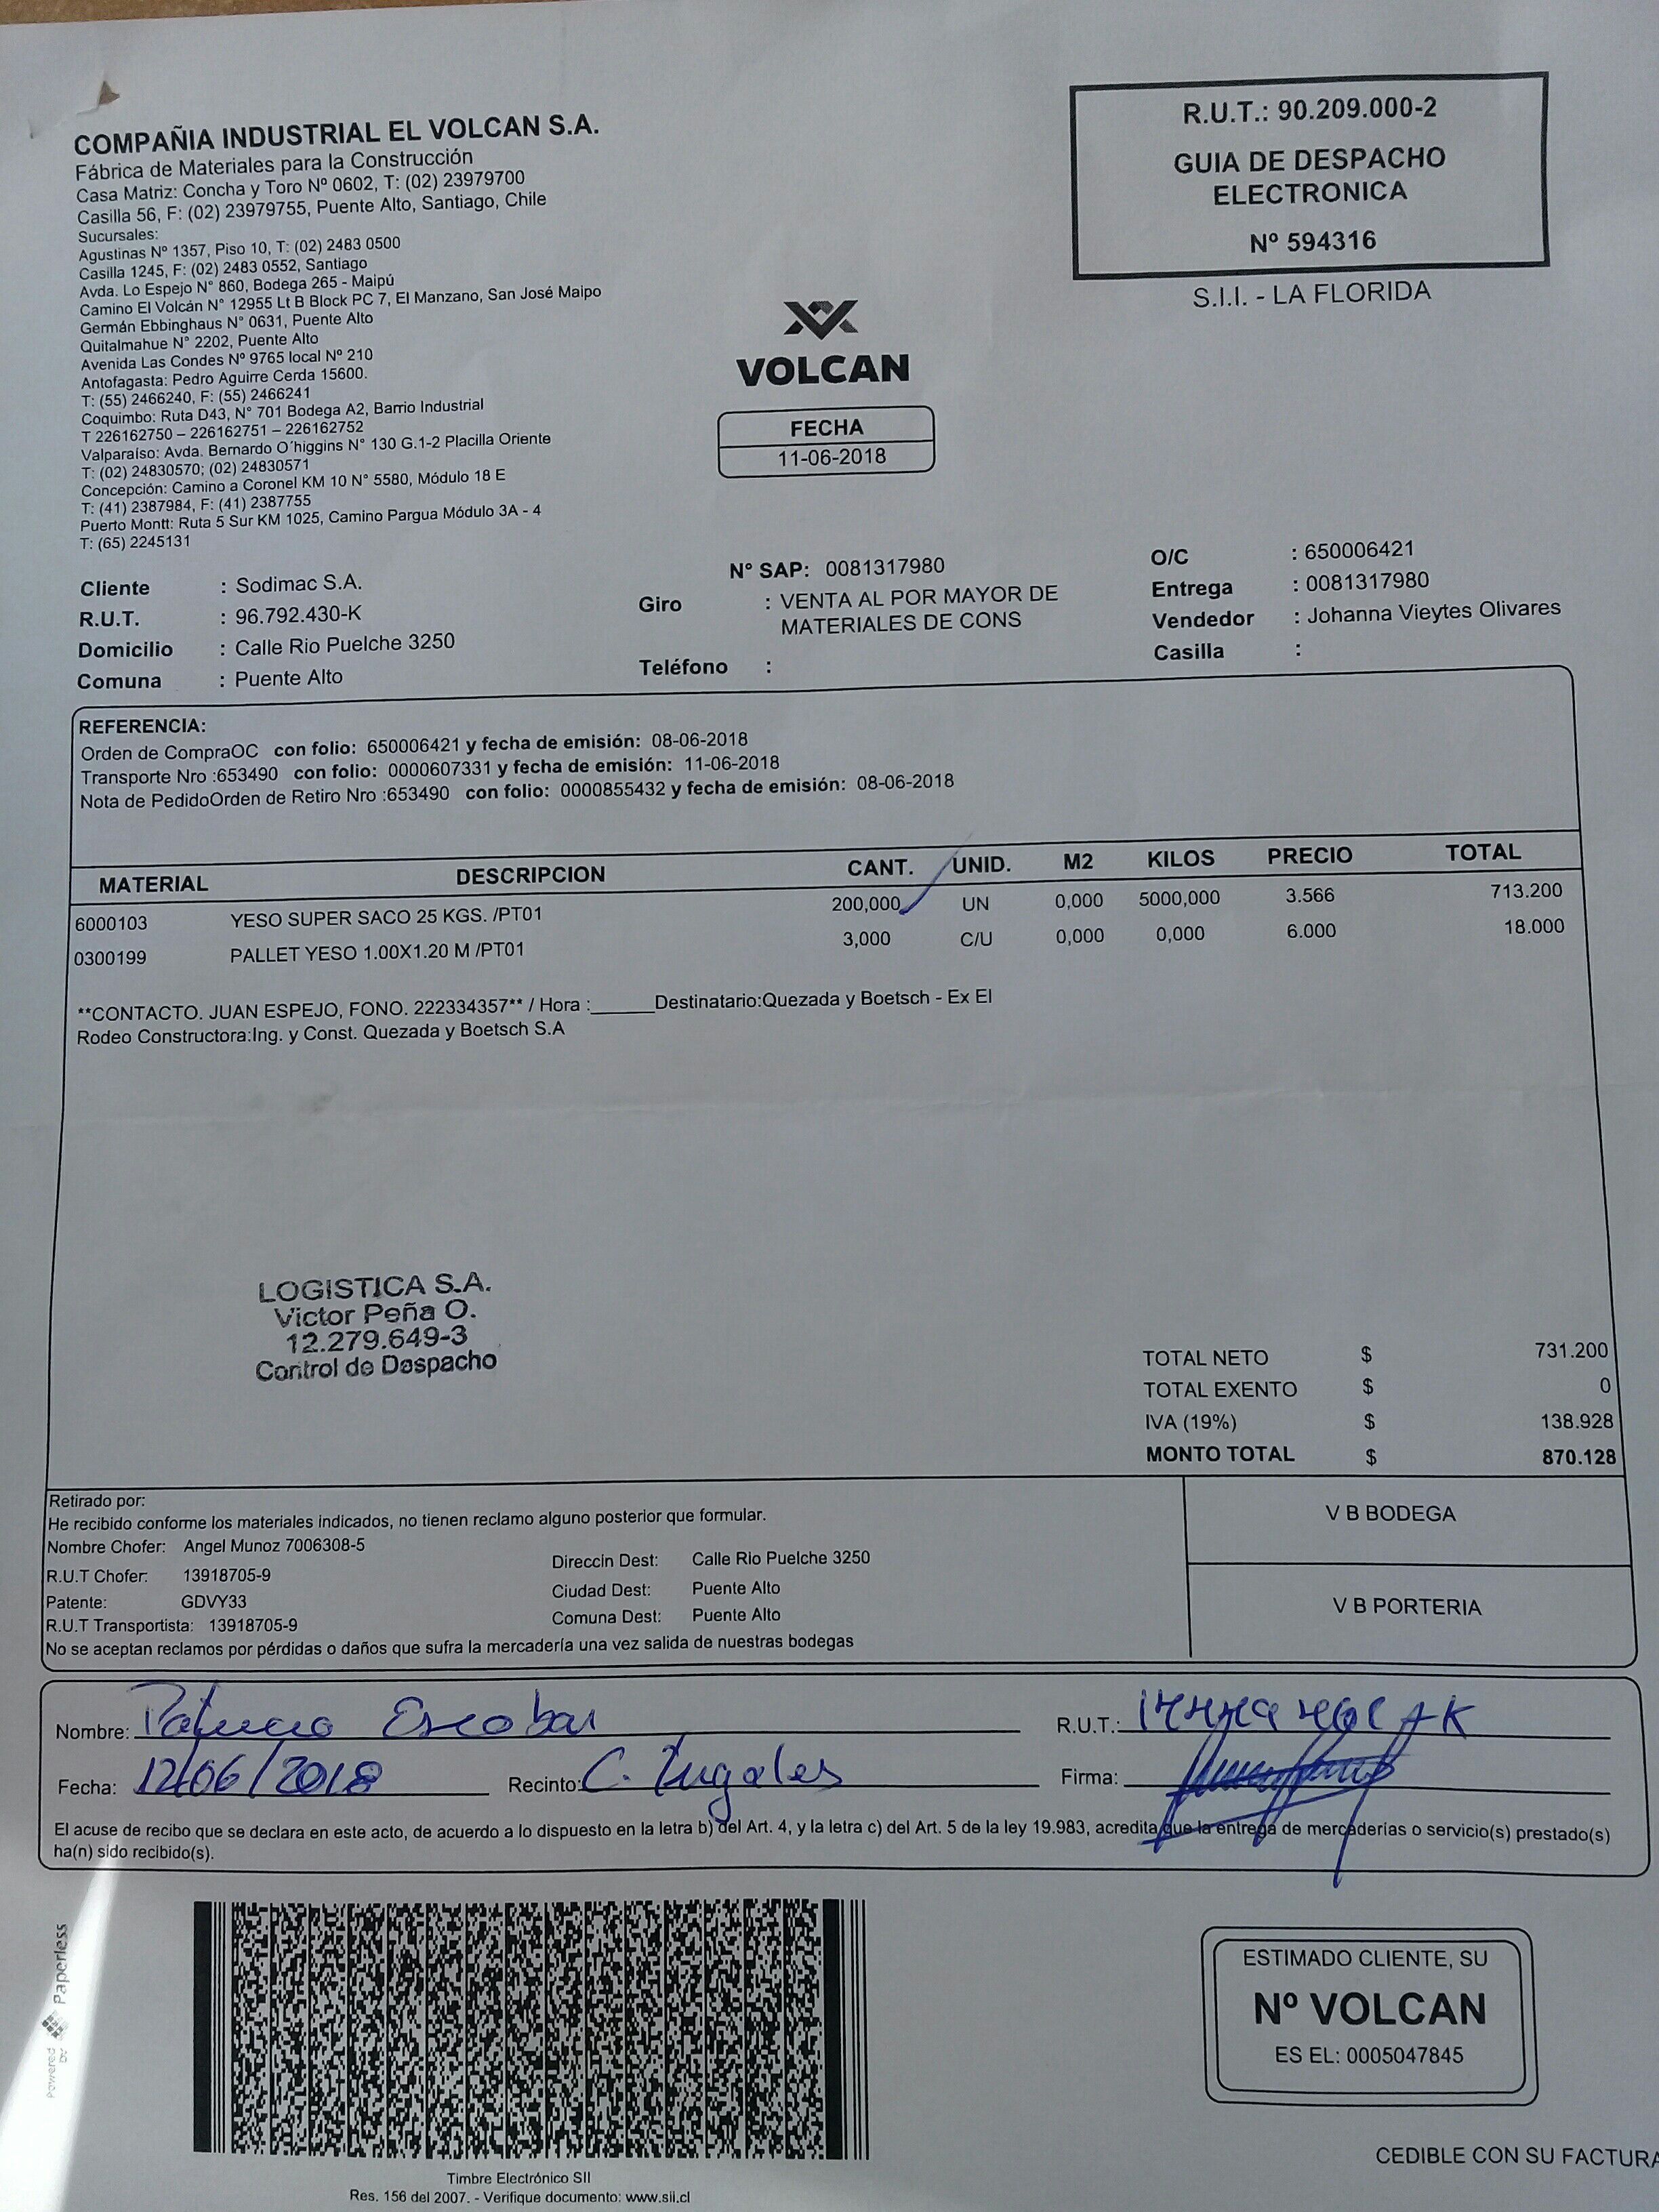 COMPAÑIA INDUSTRIAL EL VOLCAN S.A.
Fábrica de Materiales para la Construcción
Casa Matriz: Concha y Toro Nº 0602, T: (02) 23979700
Casilla 56, F: (02) 23979755, Puente Alto, Santiago, Chile
Sucursales:
Agustinas Nº 1357, Piso 10, T: (02) 2483 0500
Casilla 1245, F: (02) 2483 0552, Santiago
Avda. Lo Espejo N° 860, Bodega 265 - Maipú
Camino El Volcán N° 12955 Lt B Block PC 7, El Manzano, San José Maipo
Germán Ebbinghaus N° 0631, Puente Alto
Quitalmahue N° 2202, Puente Alto
Avenida Las Condes Nº 9765 local Nº 210
Antofagasta: Pedro Aguirre Cerda 15600.
T: (55) 2466240, F: (55) 2466241
Coquimbo: Ruta D43, N° 701 Bodega A2, Barrio Industrial
T 226162750 – 226162751 – 226162752
Valparaíso: Avda. Bernardo O´higgins N° 130 G.1-2 Placilla Oriente
T: (02) 24830570; (02) 24830571
Concepción: Camino a Coronel KM 10 N° 5580, Módulo 18 E
T: (41) 2387984, F: (41) 2387755
Puerto Montt: Ruta 5 Sur KM 1025, Camino Pargua Módulo 3A - 4
T: (65) 2245131
R.U.T.: 90.209.000-2
GUIA DE DESPACHO
ELECTRONICA
Nº 594316
S.I.I. - LA FLORIDA
VOLCAN
FECHA
11-06-2018
Cliente : Sodimac S.A.
R.U.T. : 96.792.430-K
Domicilio : Calle Rio Puelche 3250
Comuna : Puente Alto
N° SAP: 0081317980
Giro : VENTA AL POR MAYOR DE
MATERIALES DE CONS
Teléfono :
O/C : 650006421
Entrega : 0081317980
Vendedor : Johanna Vieytes Olivares
Casilla :
REFERENCIA:
Orden de CompraOC con folio: 650006421 y fecha de emisión: 08-06-2018
Transporte Nro :653490 con folio: 0000607331 y fecha de emisión: 11-06-2018
Nota de PedidoOrden de Retiro Nro :653490 con folio: 0000855432 y fecha de emisión: 08-06-2018
MATERIAL DESCRIPCION CANT. UNID. M2 KILOS PRECIO TOTAL
6000103 YESO SUPER SACO 25 KGS. /PT01 200,000 UN 0,000 5000,000 3.566 713.200
0300199 PALLET YESO 1.00X1.20 M /PT01 3,000 C/U 0,000 0,000 6.000 18.000
**CONTACTO. JUAN ESPEJO, FONO. 222334357** / Hora :______Destinatario:Quezada y Boetsch - Ex El
Rodeo Constructora:Ing. y Const. Quezada y Boetsch S.A
LOGISTICA S.A.
Victor Peña O.
12.279.649-3
Control de Despacho
TOTAL NETO $ 731.200
TOTAL EXENTO $ 0
IVA (19%) $ 138.928
MONTO TOTAL $ 870.128
Retirado por:
He recibido conforme los materiales indicados, no tienen reclamo alguno posterior que formular.
Nombre Chofer: Angel Munoz 7006308-5
R.U.T Chofer: 13918705-9
Patente: GDVY33
R.U.T Transportista: 13918705-9
Direccin Dest: Calle Rio Puelche 3250
Ciudad Dest: Puente Alto
Comuna Dest: Puente Alto
No se aceptan reclamos por pérdidas o daños que sufra la mercadería una vez salida de nuestras bodegas
V B BODEGA
V B PORTERIA
Nombre: Patricio Escobar R.U.T.:
Fecha: 12/06/2018 Recinto: C. Firma:
El acuse de recibo que se declara en este acto, de acuerdo a lo dispuesto en la letra b) del Art. 4, y la letra c) del Art. 5 de la ley 19.983, acredita que la entrega de mercaderías o servicio(s) prestado(s)
ha(n) sido recibido(s).
Powered by Paperless
Timbre Electrónico SII
Res. 156 del 2007. - Verifique documento: www.sii.cl
ESTIMADO CLIENTE, SU
Nº VOLCAN
ES EL: 0005047845
CEDIBLE CON SU FACTURA